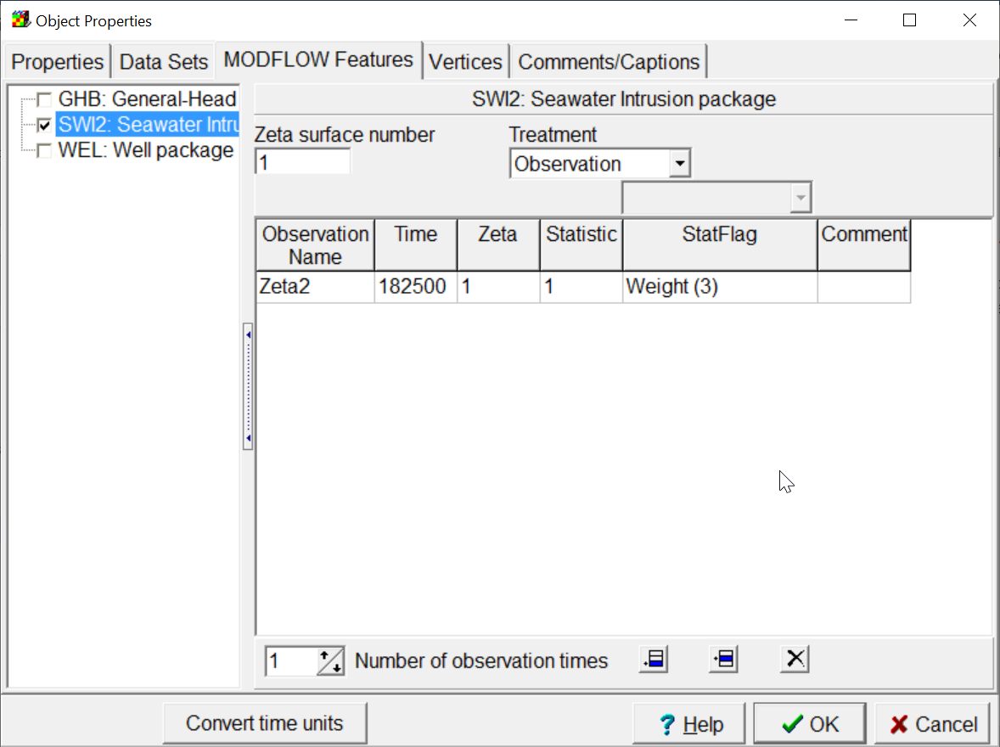 Object Properties
Properties Data Sets MODFLOW Features Vertices Comments/Captions
GHB: General-Head
SWI2: Seawater Intru
WEL: Well package
SWI2: Seawater Intrusion package
Zeta surface number Treatment
1 Observation
Observation Name Time Zeta Statistic StatFlag Comment
Zeta2 182500 1 1 Weight (3)
1 Number of observation times
Convert time units ? Help OK Cancel